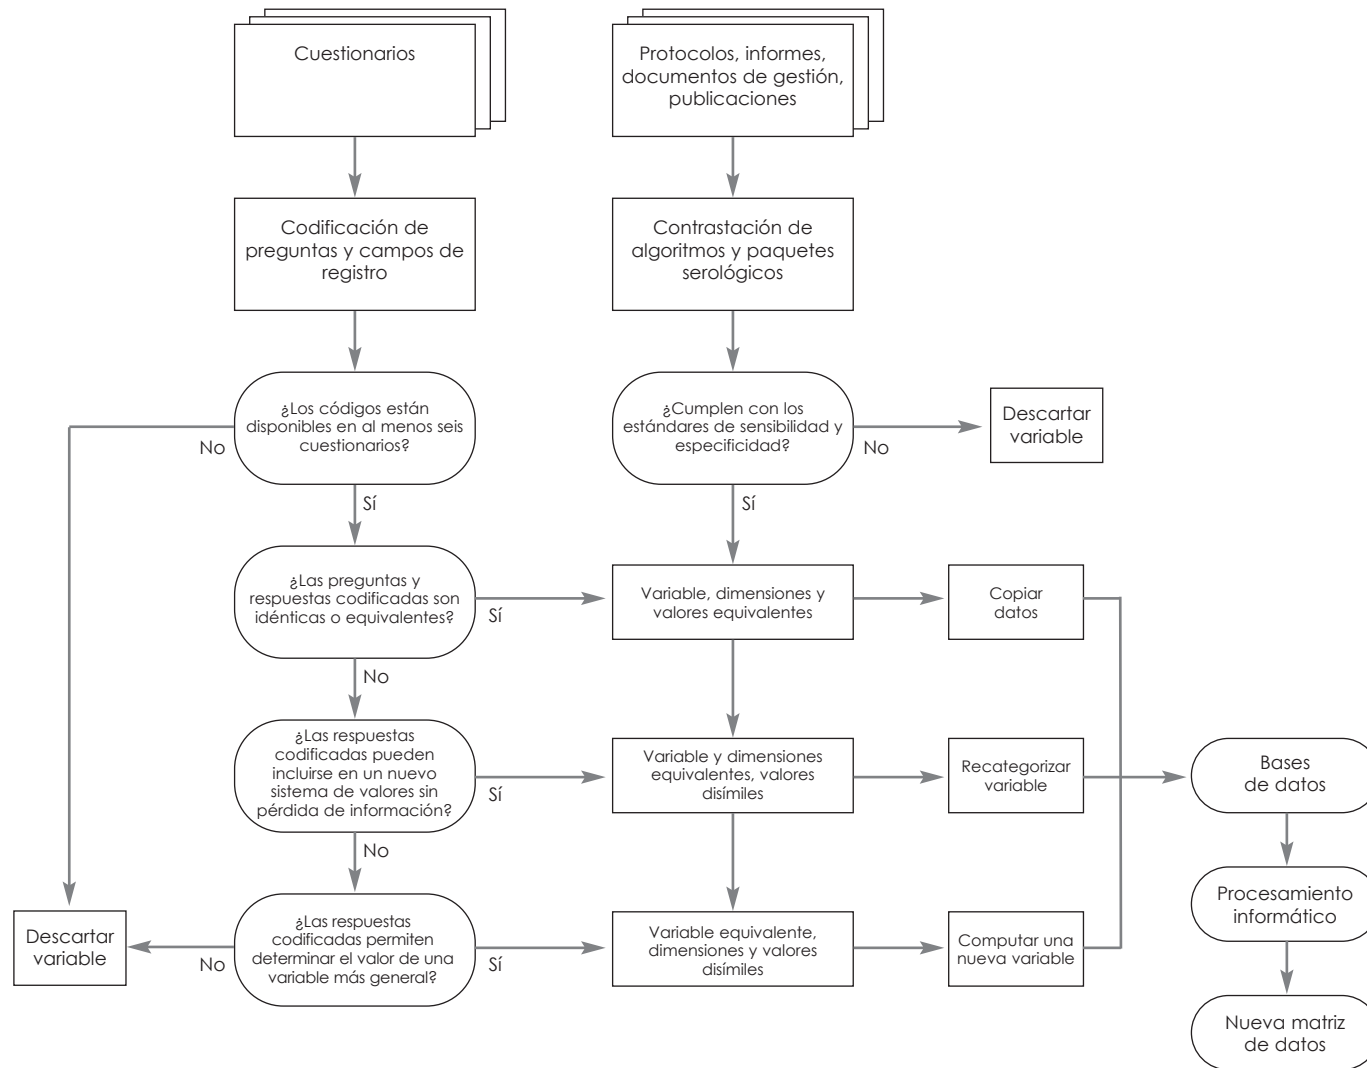 Cuestionarios
Protocolos, informes,
documentos de gestión,
publicaciones
Codificación de
preguntas y campos de
registro
Contrastación de
algoritmos y paquetes
serológicos
¿Los códigos están
disponibles en al menos seis
cuestionarios?
No
Sí
¿Cumplen con los
estándares de sensibilidad y
especificidad?
No
Sí
Descartar
variable
¿Las preguntas y
respuestas codificadas son
idénticas o equivalentes?
Sí
No
Variable, dimensiones y
valores equivalentes
Copiar
datos
¿Las respuestas
codificadas pueden
incluirse en un nuevo
sistema de valores sin
pérdida de información?
Sí
No
Variable y dimensiones
equivalentes, valores
disímiles
Recategorizar
variable
Bases
de datos
Procesamiento
informático
Descartar
variable
No
¿Las respuestas
codificadas permiten
determinar el valor de una
variable más general?
Sí
Variable equivalente,
dimensiones y valores
disímiles
Computar una
nueva variable
Nueva matriz
de datos